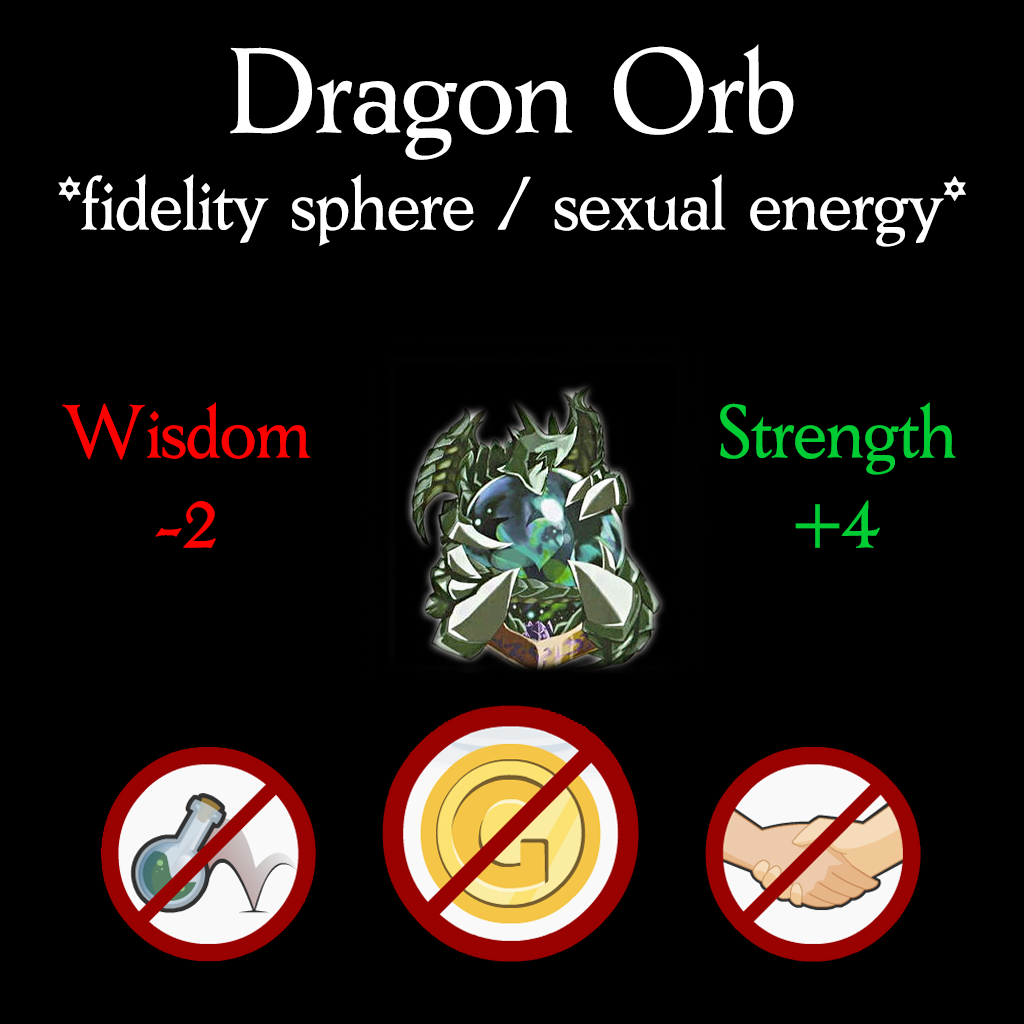 Dragon Orb
*fidelity sphere / sexual energy*
Wisdom
-2
Strength
+4
G